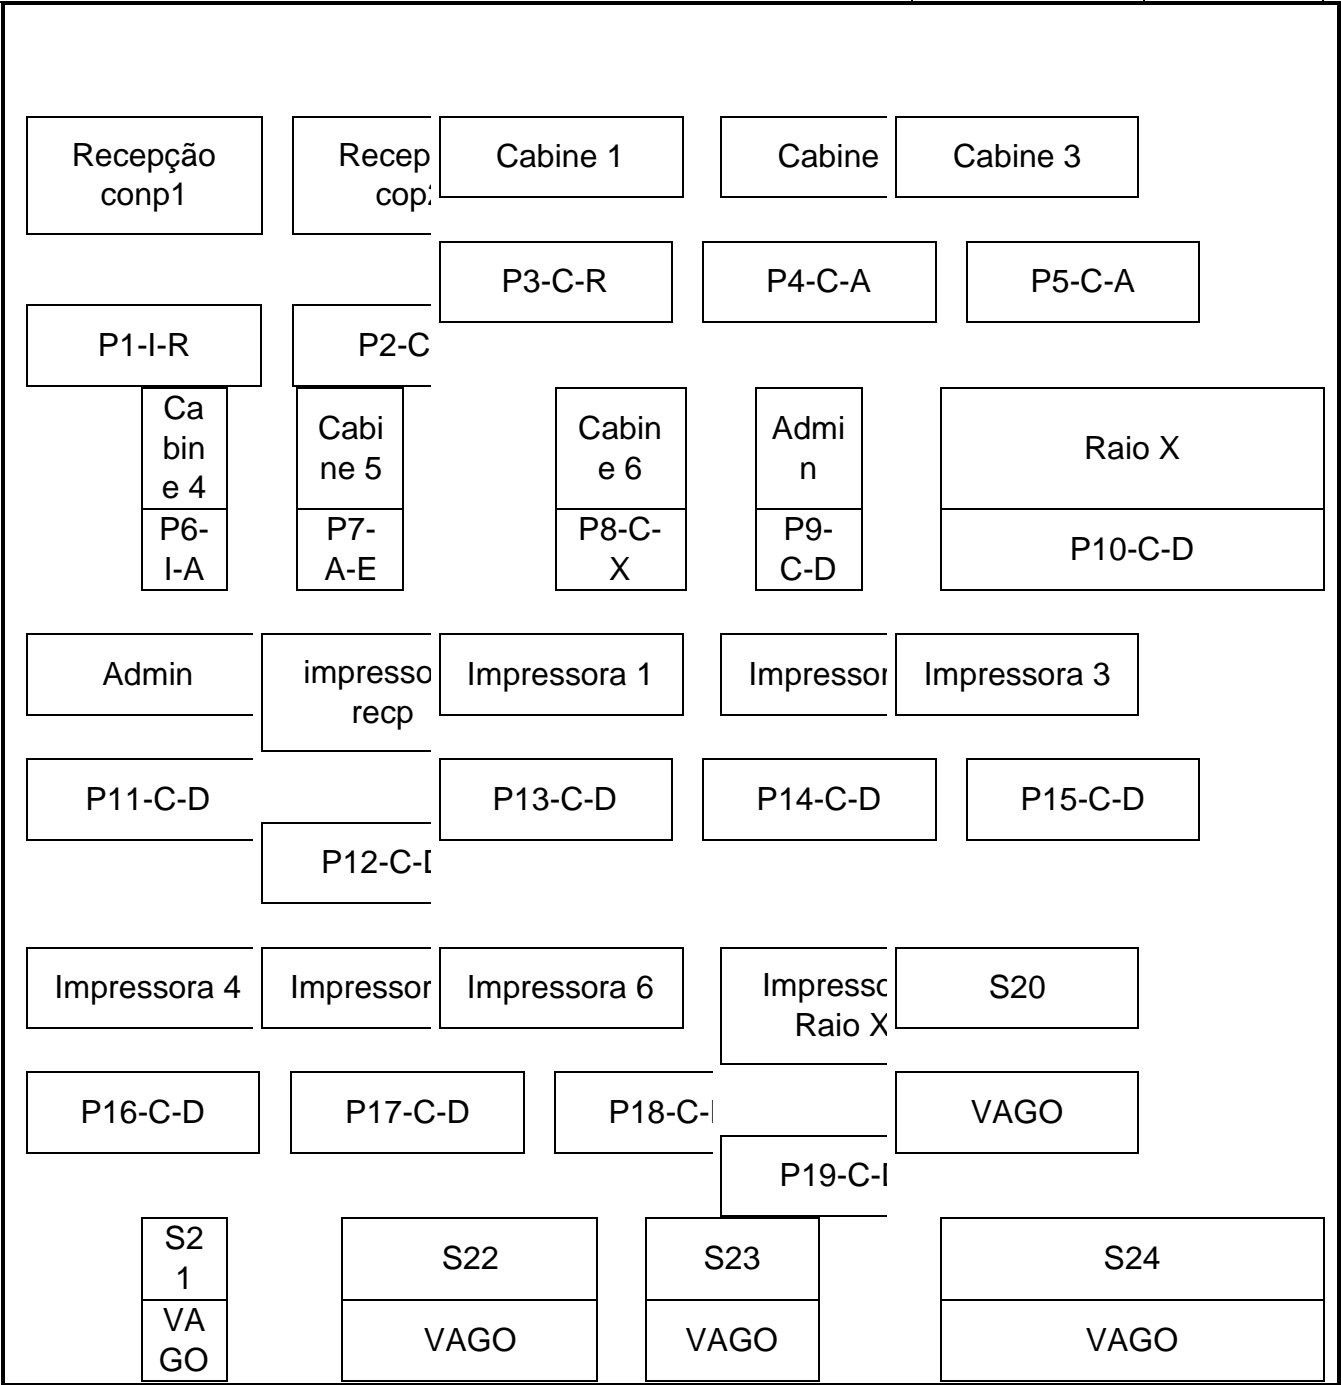 Recepção
conp1
Recep
cop
Cabine 1
Cabine
Cabine 3
P1-I-R
P2-C
P3-C-R
P4-C-A
P5-C-A
Ca
bin
e 4
Cabi
ne 5
Cabin
e 6
Admi
n
Raio X
P6-
I-A
P7-
A-E
P8-C-
X
P9-
C-D
P10-C-D
Admin
impresso
recp
Impressora 1
Impressor
Impressora 3
P11-C-D
P12-C-D
P13-C-D
P14-C-D
P15-C-D
Impressora 4
Impressor
Impressora 6
Impresso
Raio X
S20
P16-C-D
P17-C-D
P18-C-
P19-C-D
VAGO
S2
1
S22
S23
S24
VA
GO
VAGO
VAGO
VAGO